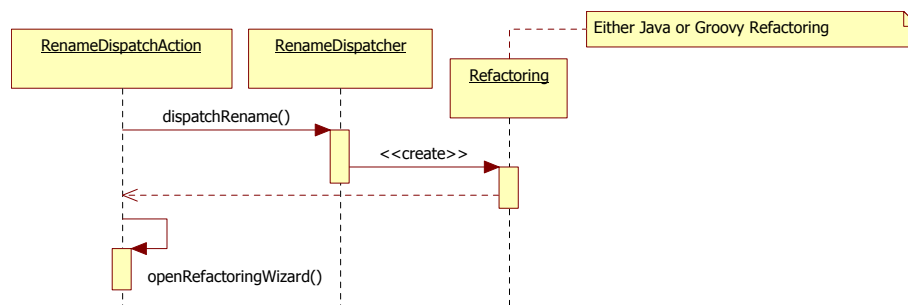 Either Java or Groovy Refactoring
RenameDispatchAction
RenameDispatcher
Refactoring
dispatchRename()
<<create>>
openRefactoringWizard()